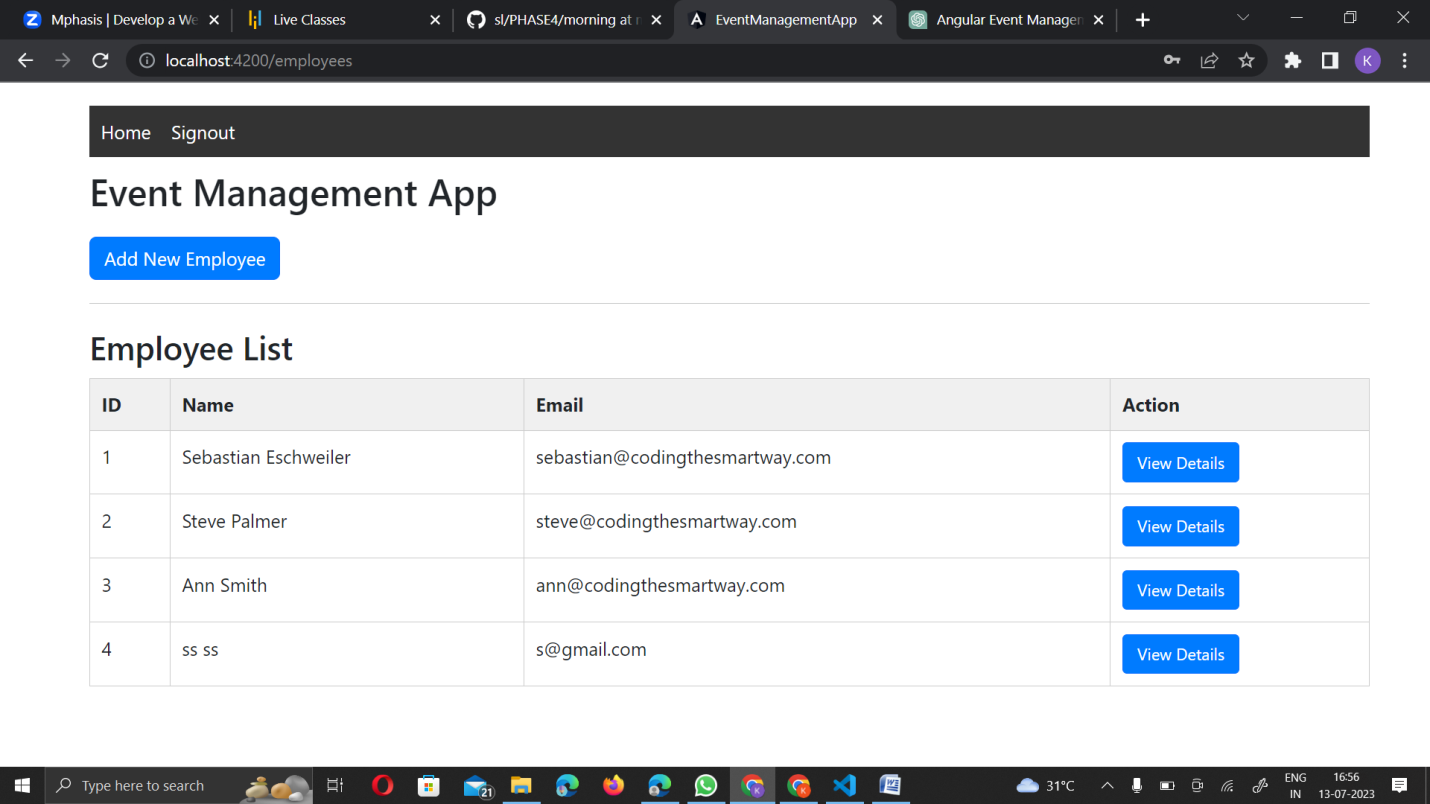 Mphasis | Develop a We
Live Classes
sl/PHASE4/morning at r
EventManagementApp
Angular Event Managem
localhost:4200/employees
K
Home Signout
Event Management App
Add New Employee
Employee List
ID Name Email Action
1 Sebastian Eschweiler sebastian@codingthesmartway.com View Details
2 Steve Palmer steve@codingthesmartway.com View Details
3 Ann Smith ann@codingthesmartway.com View Details
4 ss ss s@gmail.com View Details
Type here to search
21
31°C
ENG
IN
16:56
13-07-2023